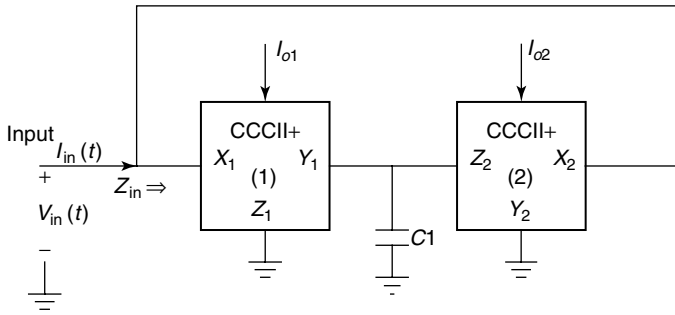 I_o1
I_o2
Input
I_in (t)
+
Z_in ⇒
V_in (t)
−
CCCII+
X_1
Y_1
(1)
Z_1
C1
CCCII+
Z_2
X_2
(2)
Y_2